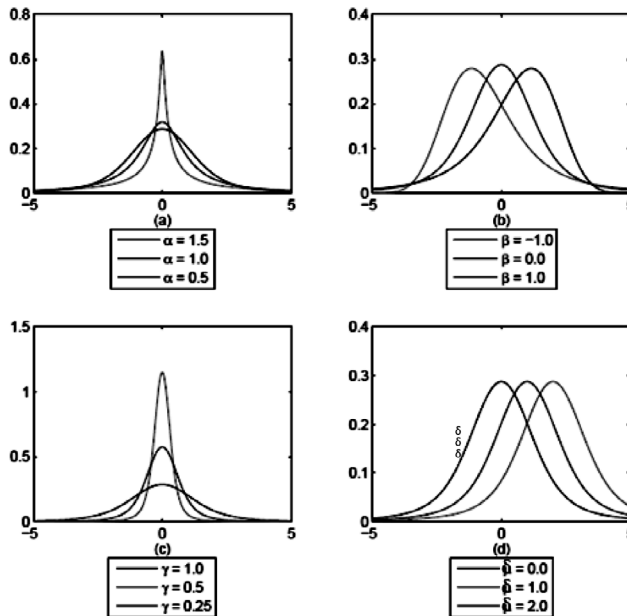 0.8
0.6
0.4
0.2
0
−5 0 5
(a)
α = 1.5
α = 1.0
α = 0.5
0.4
0.3
0.2
0.1
0
−5 0 5
(b)
β = −1.0
β = 0.0
β = 1.0
1.5
1
0.5
0
−5 0 5
(c)
γ = 1.0
γ = 0.5
γ = 0.25
0.4
0.3
0.2
0.1
0
−5 0 5
δ
δ
δ
(d)
δ = 0.0
δ = 1.0
δ = 2.0